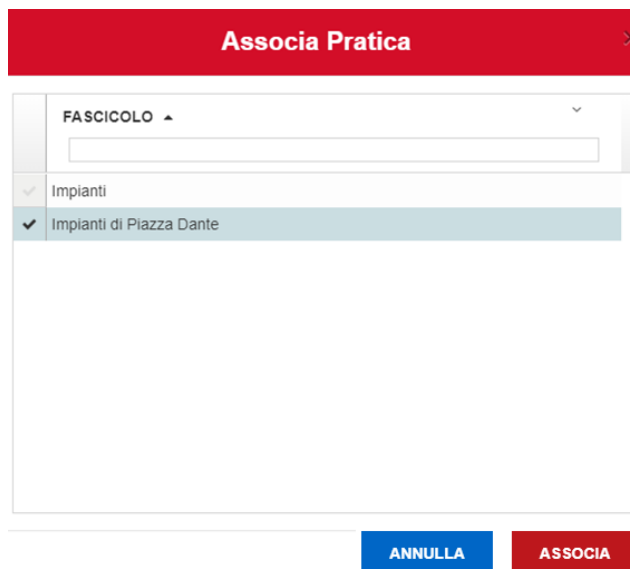 Associa Pratica
FASCICOLO
Impianti
Impianti di Piazza Dante
ANNULLA
ASSOCIA